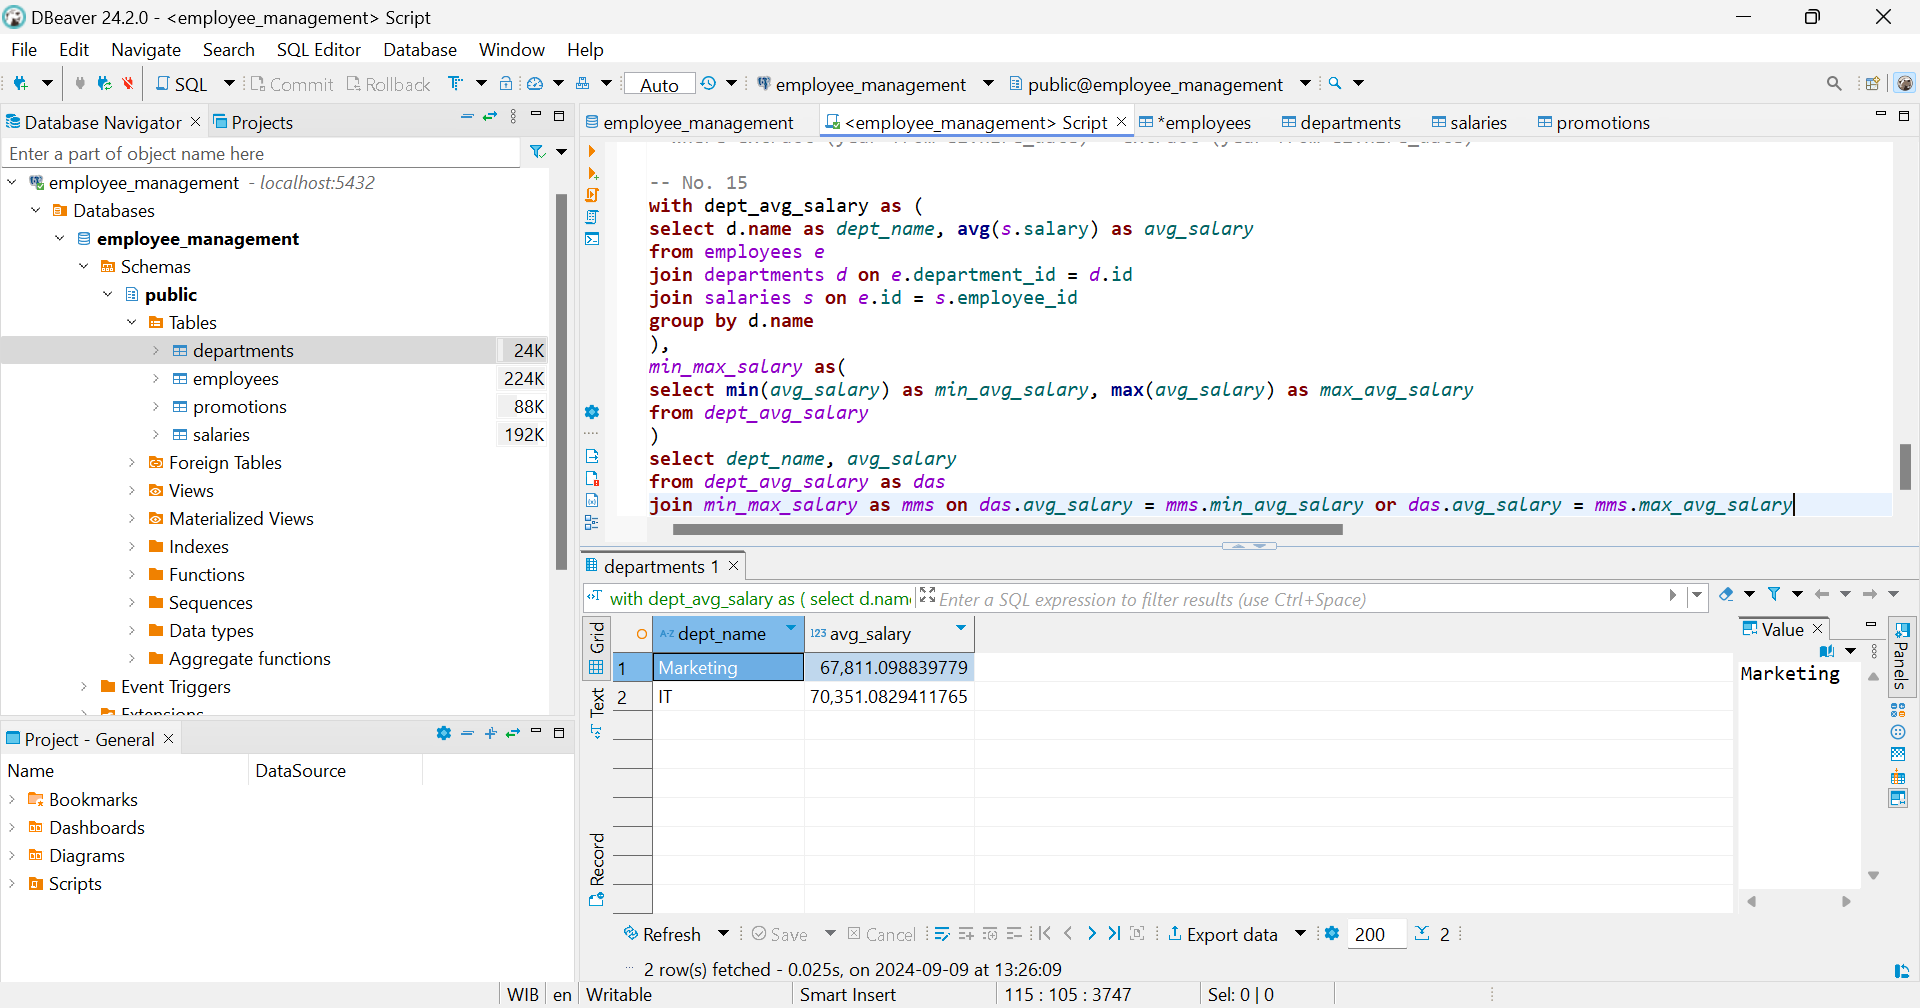 DBeaver 24.2.0 - <employee_management> Script
File Edit Navigate Search SQL Editor Database Window Help
SQL Commit Rollback Auto employee_management public@employee_management
Database Navigator Projects
Enter a part of object name here
employee_management - localhost:5432
Databases
employee_management
Schemas
public
Tables
departments 24K
employees 224K
promotions 88K
salaries 192K
Foreign Tables
Views
Materialized Views
Indexes
Functions
Sequences
Data types
Aggregate functions
Event Triggers
Extensions
Project - General
Name DataSource
Bookmarks
Dashboards
Diagrams
Scripts
employee_management <employee_management> Script *employees departments salaries promotions
-- No. 15
with dept_avg_salary as (
select d.name as dept_name, avg(s.salary) as avg_salary
from employees e
join departments d on e.department_id = d.id
join salaries s on e.id = s.employee_id
group by d.name
),
min_max_salary as(
select min(avg_salary) as min_avg_salary, max(avg_salary) as max_avg_salary
from dept_avg_salary
)
select dept_name, avg_salary
from dept_avg_salary as das
join min_max_salary as mms on das.avg_salary = mms.min_avg_salary or das.avg_salary = mms.max_avg_salary
departments 1
with dept_avg_salary as ( select d.nam Enter a SQL expression to filter results (use Ctrl+Space)
Grid
Text
Record
A-Z dept_name 123 avg_salary
1 Marketing 67,811.098839779
2 IT 70,351.0829411765
Value
Marketing
Panels
Refresh Save Cancel Export data 200 2
2 row(s) fetched - 0.025s, on 2024-09-09 at 13:26:09
WIB en Writable Smart Insert 115 : 105 : 3747 Sel: 0 | 0